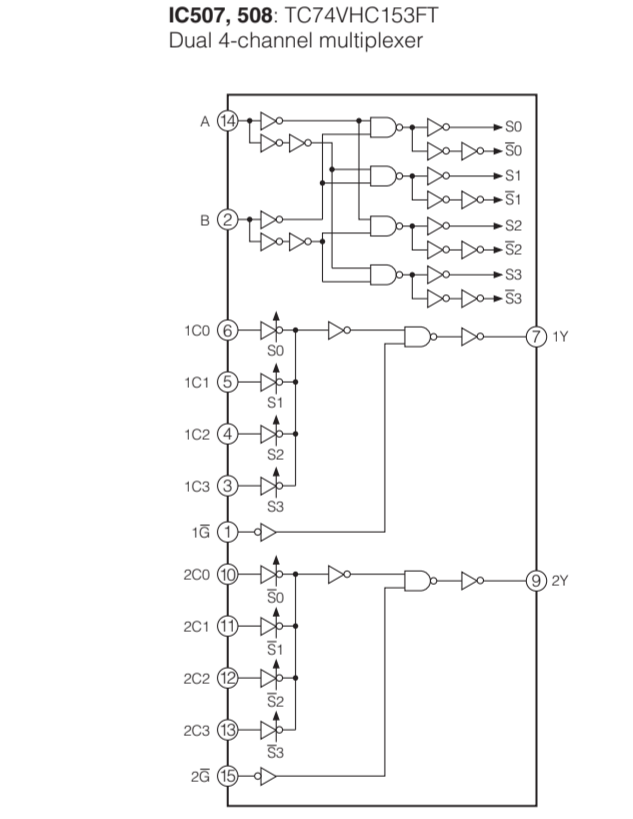 IC507, 508: TC74VHC153FT
Dual 4-channel multiplexer
A 14
S0
S̅0
S1
S̅1
B 2
S2
S̅2
S3
S̅3
1C0 6
S0
7 1Y
1C1 5
S1
1C2 4
S2
1C3 3
S3
1G̅ 1
2C0 10
S̅0
9 2Y
2C1 11
S̅1
2C2 12
S̅2
2C3 13
S̅3
2G̅ 15